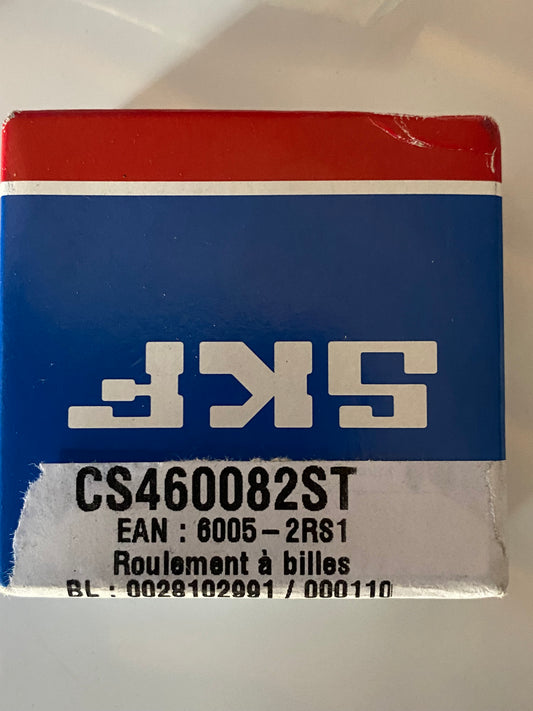 SKF
CS460082ST
EAN : 6005-2RS1
Roulement à billes
BL : 0028102991 / 000110